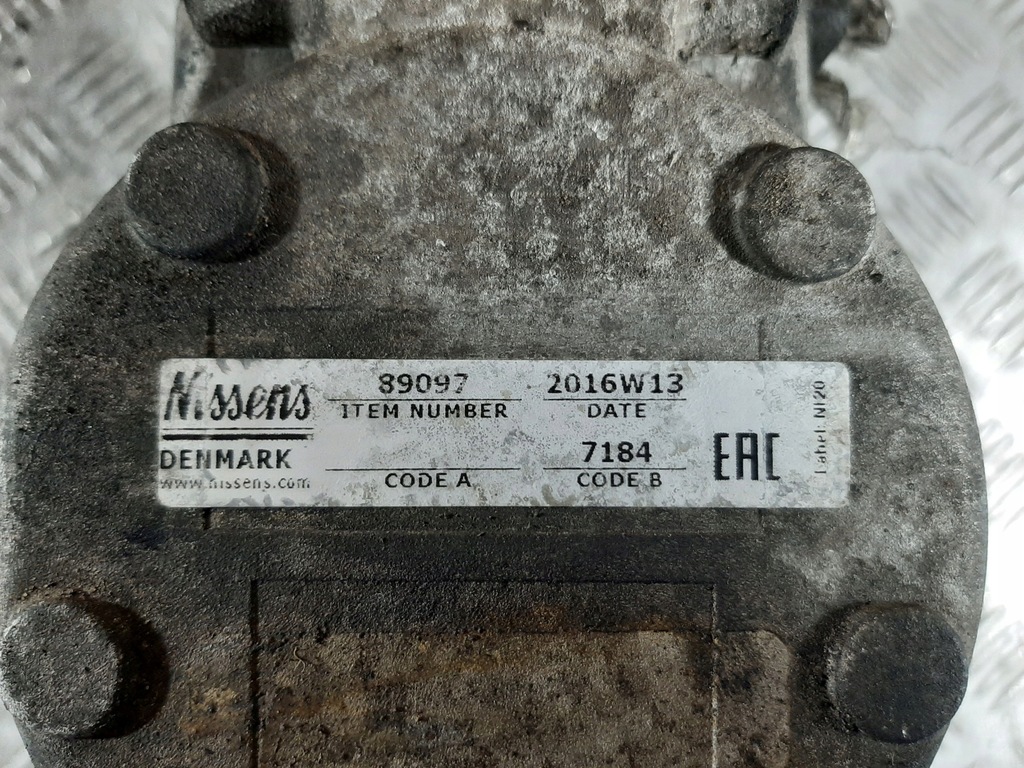 Nissens
DENMARK
www.nissens.com
89097
ITEM NUMBER
CODE A
2016W13
DATE
7184
CODE B
EAC
Label NI20